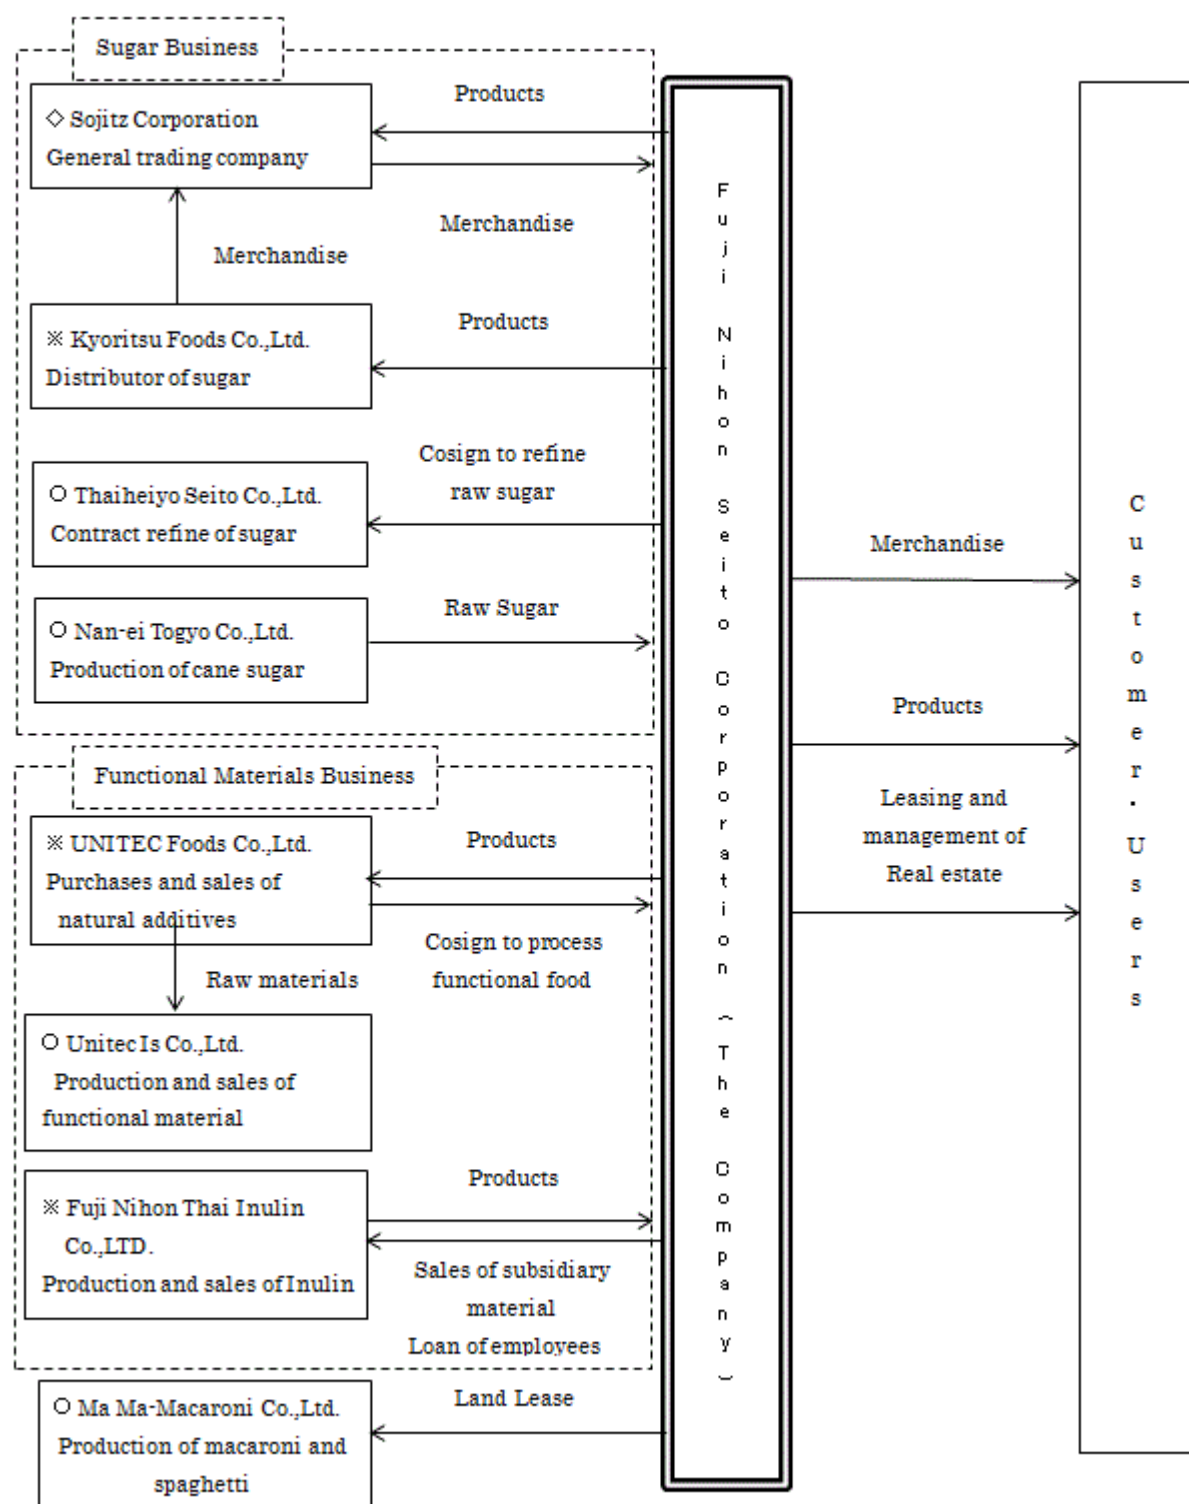 Sugar Business
◇ Sojitz Corporation
General trading company
Products
Merchandise
Merchandise
※ Kyoritsu Foods Co.,Ltd.
Distributor of sugar
Products
○ Thaiheiyo Seito Co.,Ltd.
Contract refine of sugar
Cosign to refine
raw sugar
○ Nan-ei Togyo Co.,Ltd.
Production of cane sugar
Raw Sugar
Functional Materials Business
※ UNITEC Foods Co.,Ltd.
Purchases and sales of
natural additives
Products
Cosign to process
functional food
Raw materials
○ Unitec Is Co.,Ltd.
Production and sales of
functional material
※ Fuji Nihon Thai Inulin
Co.,LTD.
Production and sales of Inulin
Products
Sales of subsidiary
material
Loan of employees
○ Ma Ma-Macaroni Co.,Ltd.
Production of macaroni and
spaghetti
Land Lease
Fuji Nihon Seito Corporation (The Company)
Merchandise
Products
Leasing and
management of
Real estate
Customer・Users